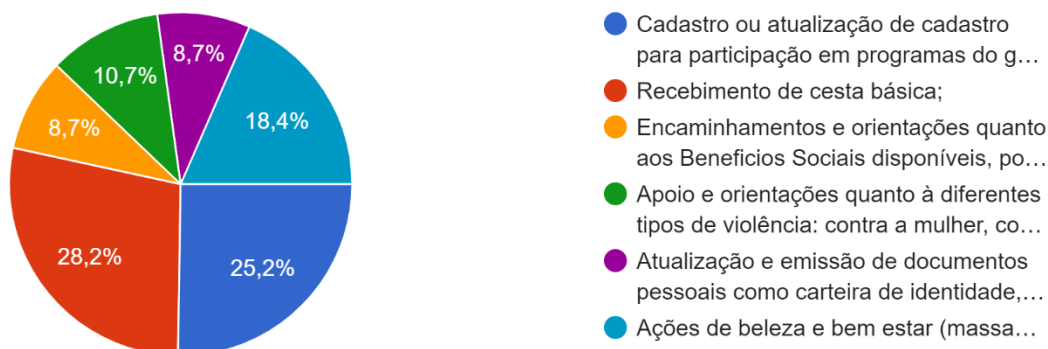 8,7%
10,7%
18,4%
8,7%
28,2%
25,2%
Cadastro ou atualização de cadastro
para participação em programas do g…
Recebimento de cesta básica;
Encaminhamentos e orientações quanto
aos Beneficios Sociais disponíveis, po…
Apoio e orientações quanto à diferentes
tipos de violência: contra a mulher, co…
Atualização e emissão de documentos
pessoais como carteira de identidade,…
Ações de beleza e bem estar (massa…